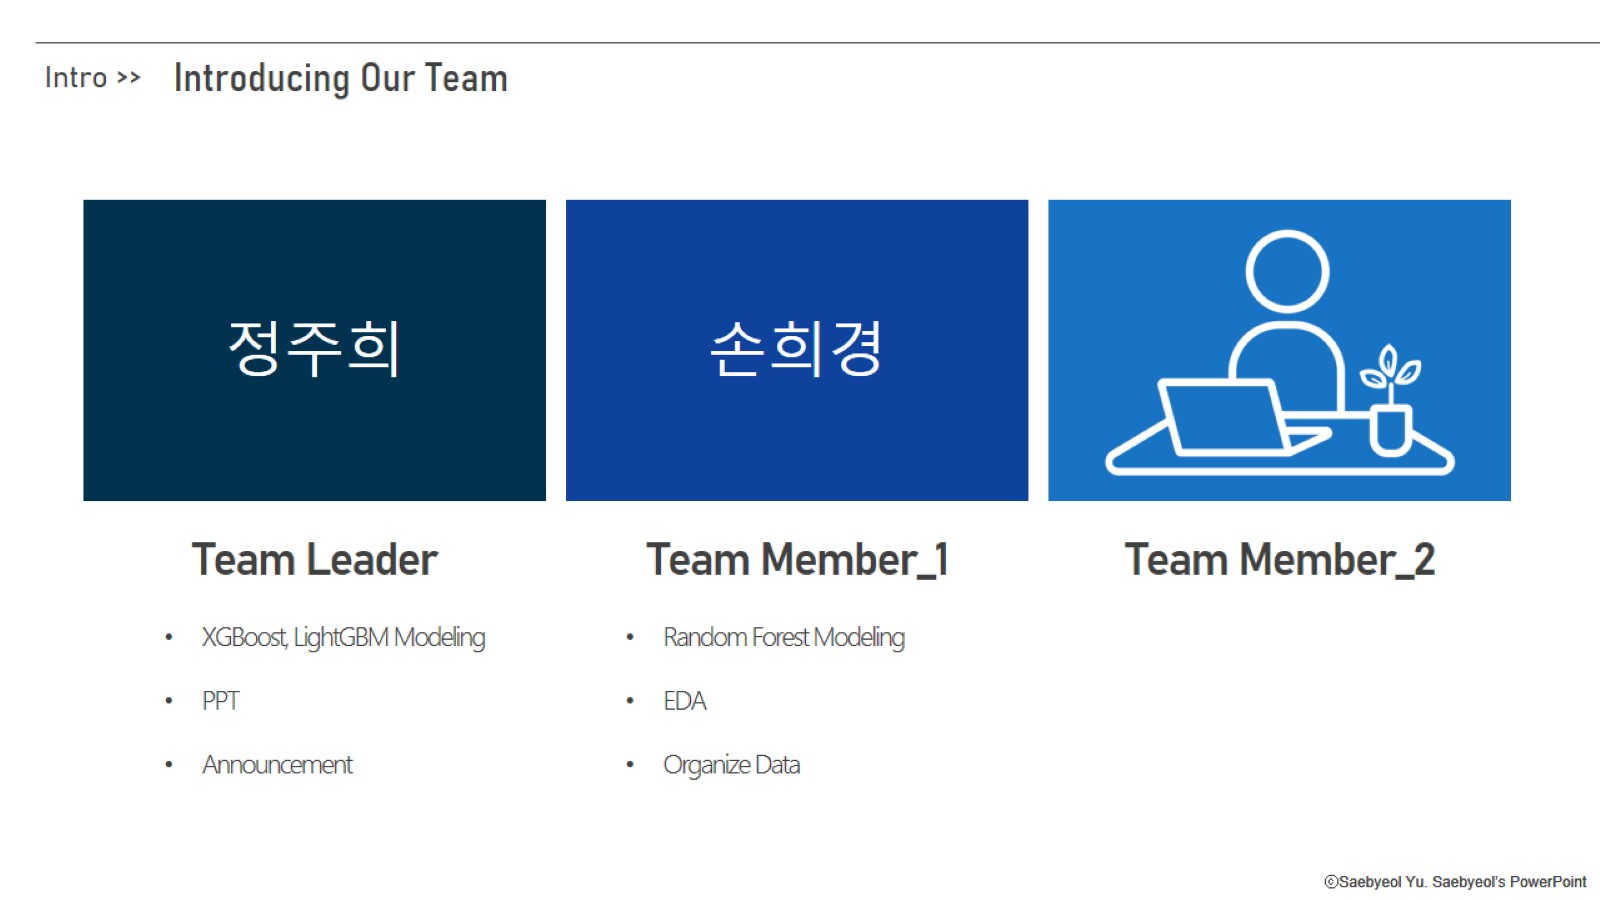 Intro >> Introducing Our Team
정주희
손희경
Team Leader
Team Member_1
Team Member_2
• XGBoost, LightGBM Modeling
• PPT
• Announcement
• Random Forest Modeling
• EDA
• Organize Data
ⓒSaebyeol Yu. Saebyeol's PowerPoint